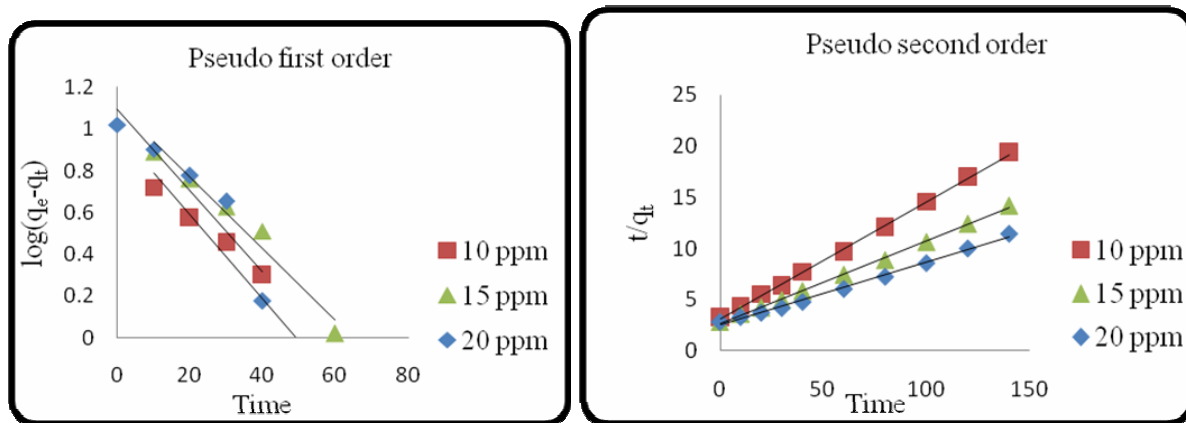 Pseudo first order
1.2
1
0.8
0.6
0.4
0.2
0
log(qe-qt)
0 20 40 60 80
Time
10 ppm
15 ppm
20 ppm
Pseudo second order
25
20
15
10
5
0
t/qt
0 50 100 150
Time
10 ppm
15 ppm
20 ppm